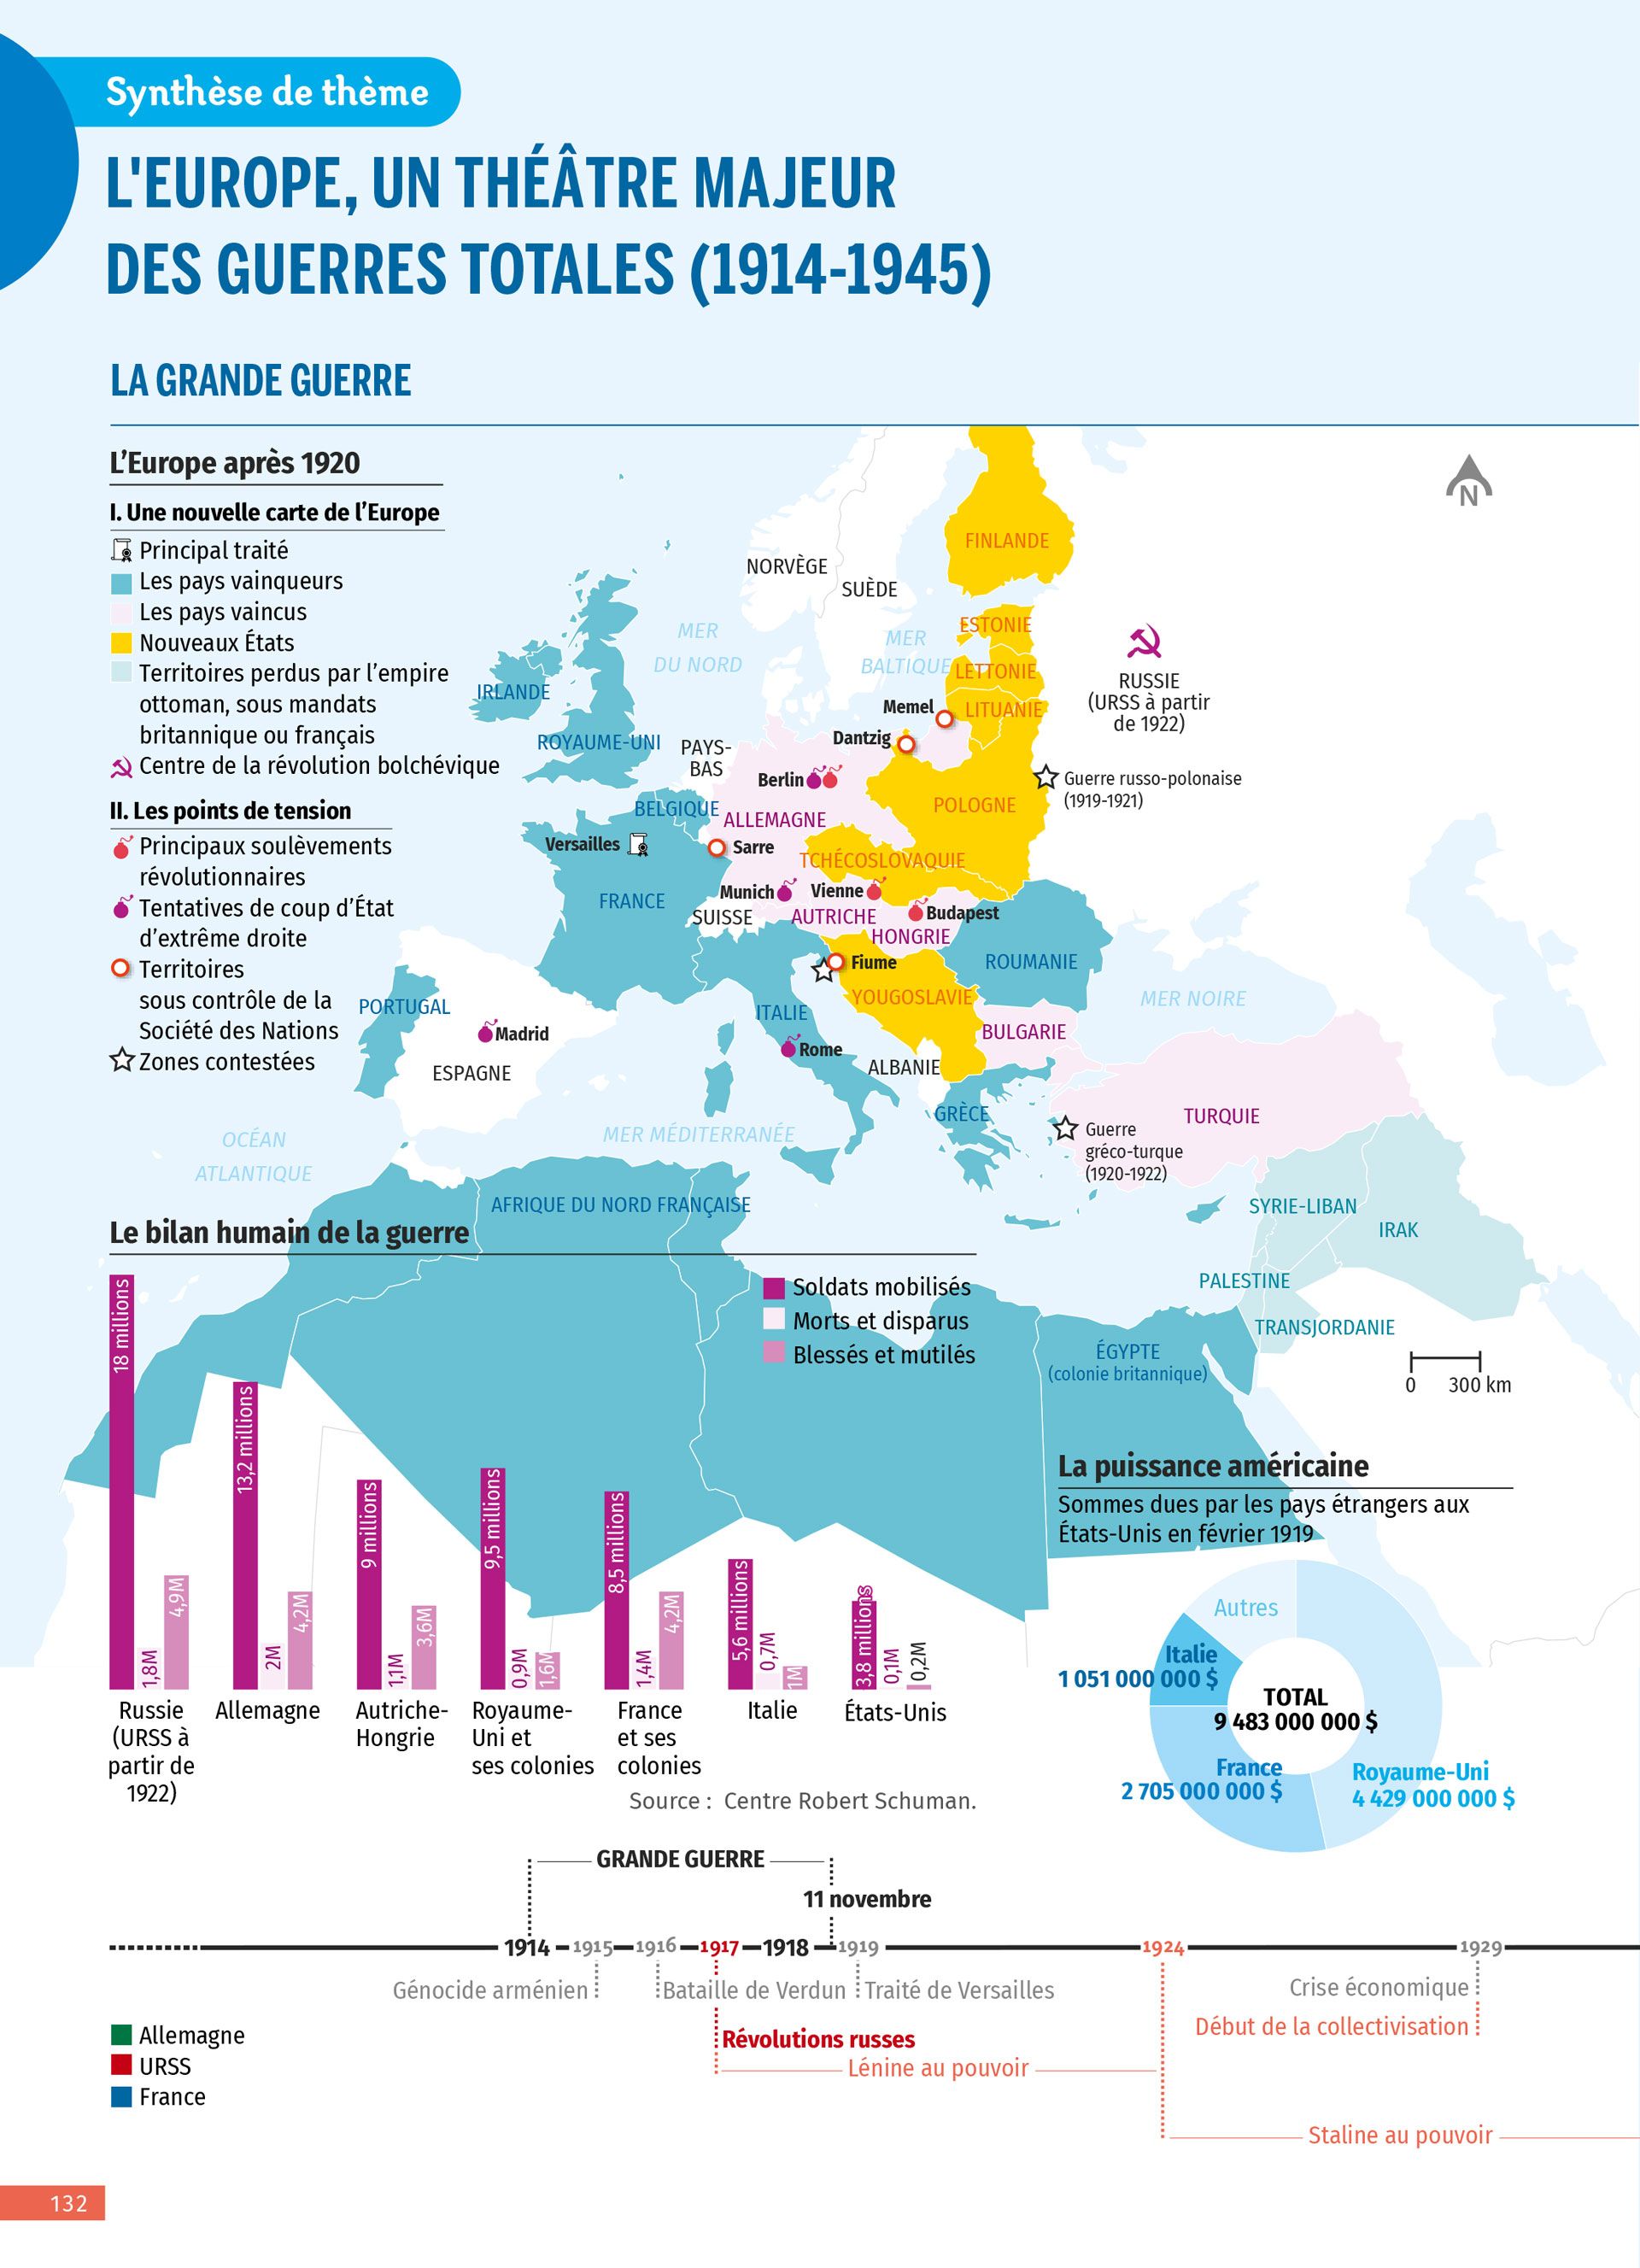 Synthèse de thème
L'EUROPE, UN THÉÂTRE MAJEUR
DES GUERRES TOTALES (1914-1945)
LA GRANDE GUERRE
L'Europe après 1920
I. Une nouvelle carte de l'Europe
Principal traité
Les pays vainqueurs
Les pays vaincus
Nouveaux États
Territoires perdus par l'empire
ottoman, sous mandats
britannique ou français
Centre de la révolution bolchévique
II. Les points de tension
Principaux soulèvements
révolutionnaires
Tentatives de coup d'État
d'extrême droite
Territoires
sous contrôle de la
Société des Nations
Zones contestées
N
FINLANDE
NORVÈGE
SUÈDE
ESTONIE
MER
DU NORD
MER
BALTIQUE
LETTONIE
RUSSIE
(URSS à partir
de 1922)
IRLANDE
Memel
LITUANIE
ROYAUME-UNI
PAYS-
BAS
Dantzig
Berlin
Guerre russo-polonaise
(1919-1921)
BELGIQUE
ALLEMAGNE
POLOGNE
Versailles
Sarre
TCHÉCOSLOVAQUIE
FRANCE
Munich
Vienne
SUISSE
AUTRICHE
Budapest
HONGRIE
Fiume
ROUMANIE
YOUGOSLAVIE
MER NOIRE
PORTUGAL
ITALIE
Madrid
BULGARIE
Rome
ESPAGNE
ALBANIE
GRÈCE
TURQUIE
Guerre
gréco-turque
(1920-1922)
OCÉAN
ATLANTIQUE
MER MÉDITERRANÉE
AFRIQUE DU NORD FRANÇAISE
SYRIE-LIBAN
IRAK
PALESTINE
TRANSJORDANIE
ÉGYPTE
(colonie britannique)
0 300 km
Le bilan humain de la guerre
Soldats mobilisés
Morts et disparus
Blessés et mutilés
18 millions
1,8M
4,9M
13,2 millions
2M
4,2M
9 millions
1,1M
3,6M
9,5 millions
0,9M
1,6M
8,5 millions
1,4M
4,2M
5,6 millions
0,7M
1M
3,8 millions
0,1M
0,2M
Russie
(URSS à
partir de
1922)
Allemagne
Autriche-
Hongrie
Royaume-
Uni et
ses colonies
France
et ses
colonies
Italie
États-Unis
Source : Centre Robert Schuman.
La puissance américaine
Sommes dues par les pays étrangers aux
États-Unis en février 1919
Autres
Italie
1 051 000 000 $
TOTAL
9 483 000 000 $
France
2 705 000 000 $
Royaume-Uni
4 429 000 000 $
GRANDE GUERRE
11 novembre
1914 1915 1916 1917 1918 1919 1924 1929
Génocide arménien
Bataille de Verdun
Traité de Versailles
Crise économique
Début de la collectivisation
Révolutions russes
Lénine au pouvoir
Staline au pouvoir
Allemagne
URSS
France
132